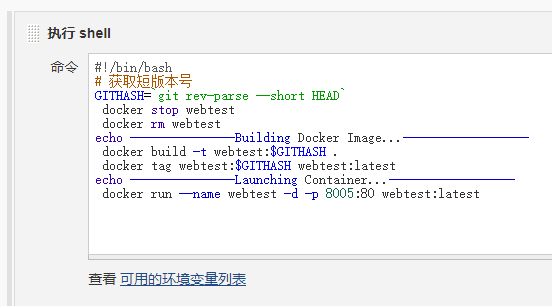 执行 shell
命令
#!/bin/bash
# 获取短版本号
GITHASH=`git rev-parse --short HEAD`
docker stop webtest
docker rm webtest
echo ---------------Building Docker Image...------------------
docker build -t webtest:$GITHASH .
docker tag webtest:$GITHASH webtest:latest
echo ---------------Launching Container...------------------
docker run --name webtest -d -p 8005:80 webtest:latest
查看 可用的环境变量列表